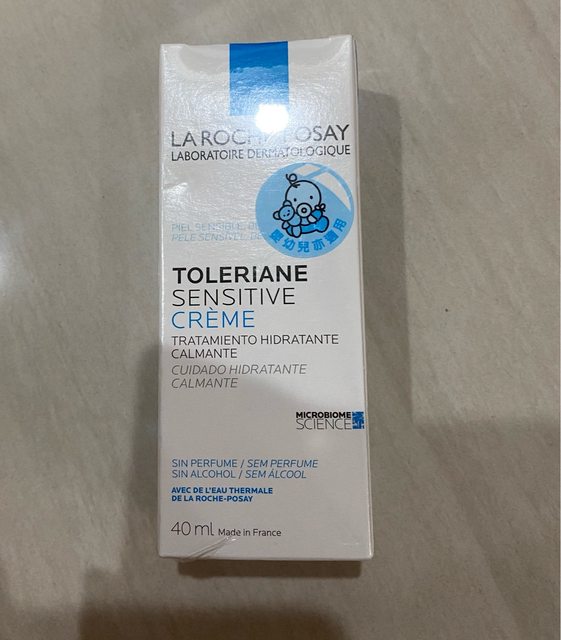 LA ROCHE-POSAY
LABORATOIRE DERMATOLOGIQUE
PIEL SENSIBLE,
PELE SENSÍVEL,
嬰幼兒亦適用
TOLERIANE
SENSITIVE
CRÈME
TRATAMIENTO HIDRATANTE
CALMANTE
CUIDADO HIDRATANTE
CALMANTE
MICROBIOME
SCIENCE
SIN PERFUME / SEM PERFUME
SIN ALCOHOL / SEM ÁLCOOL
AVEC DE L'EAU THERMALE
DE LA ROCHE-POSAY
40 ml Made in France